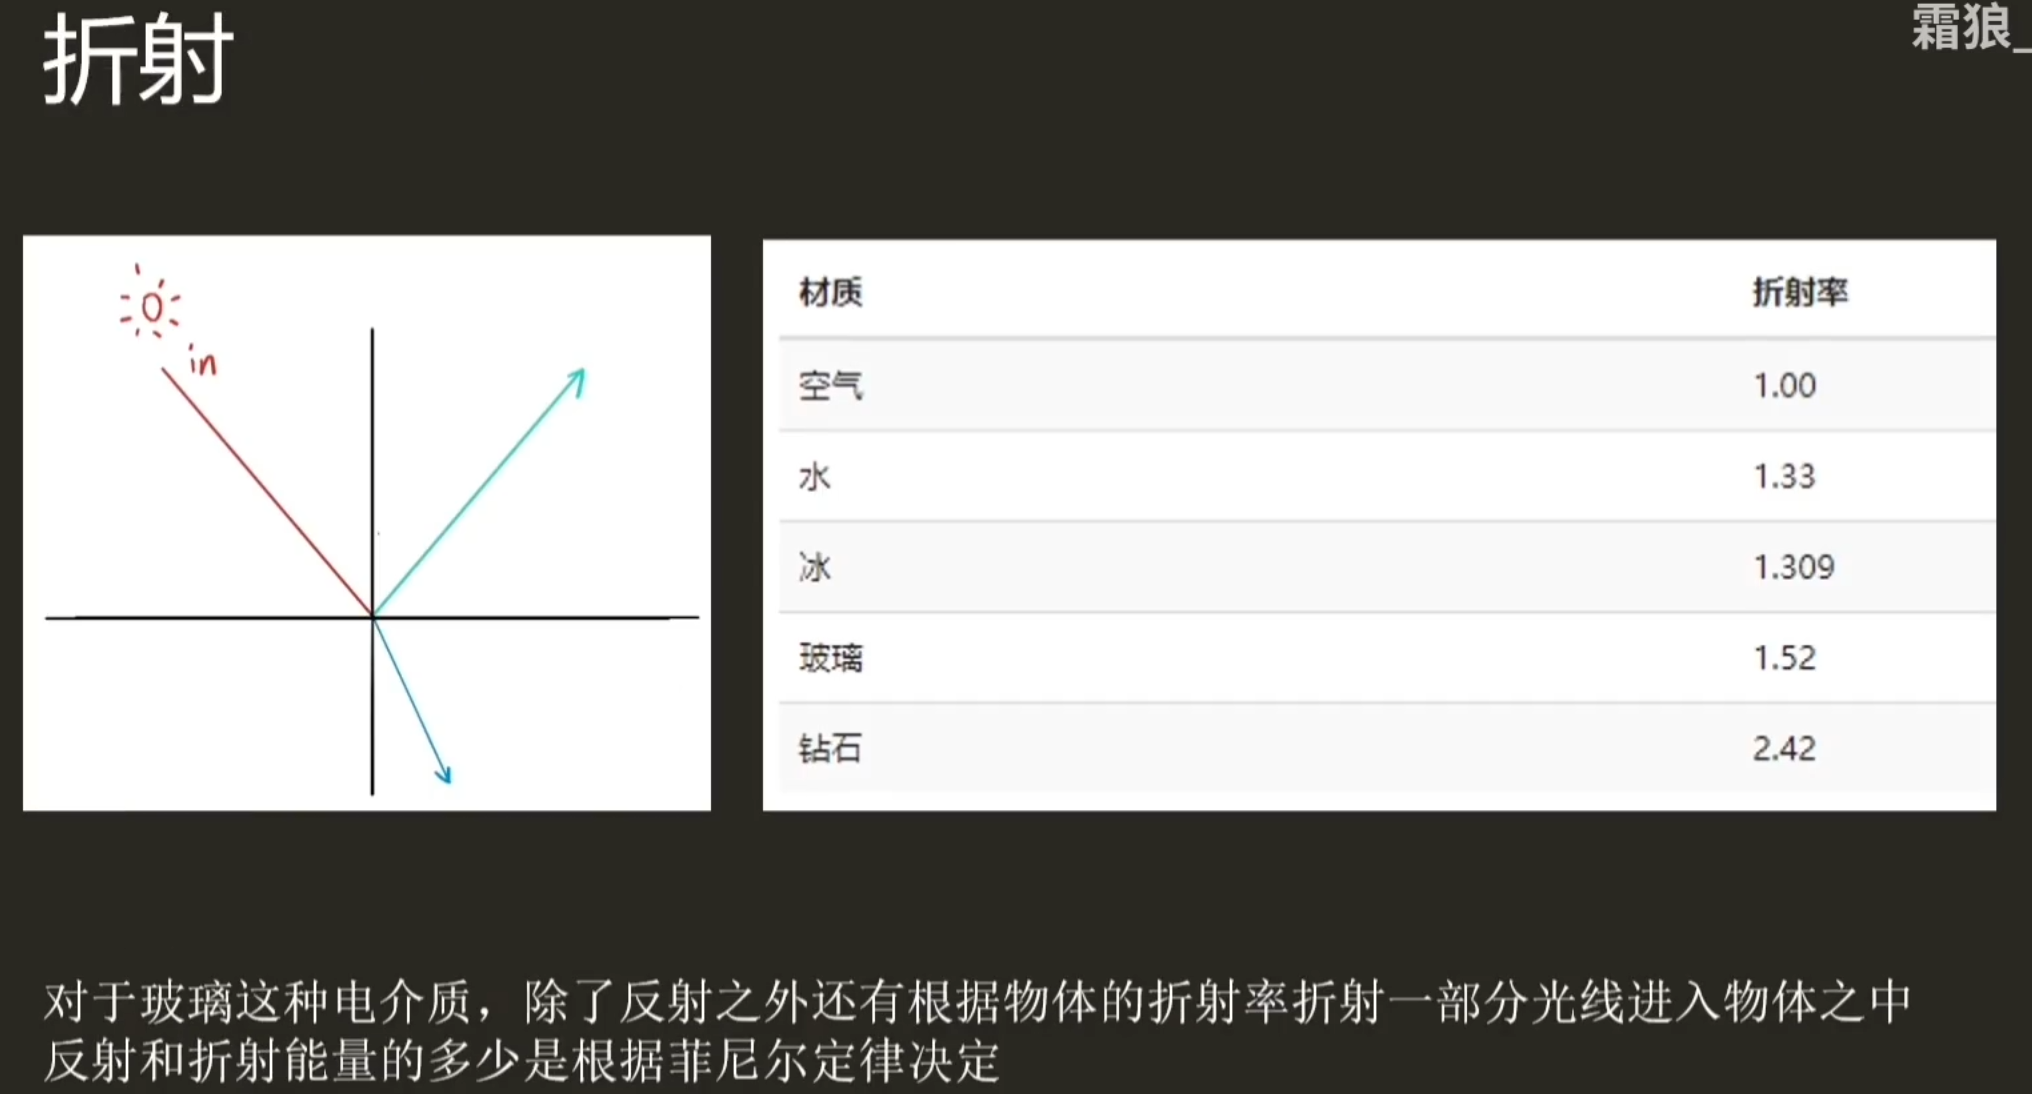 折射
霜狼_
in
材质 折射率
空气 1.00
水 1.33
冰 1.309
玻璃 1.52
钻石 2.42
对于玻璃这种电介质，除了反射之外还有根据物体的折射率折射一部分光线进入物体之中
反射和折射能量的多少是根据菲尼尔定律决定